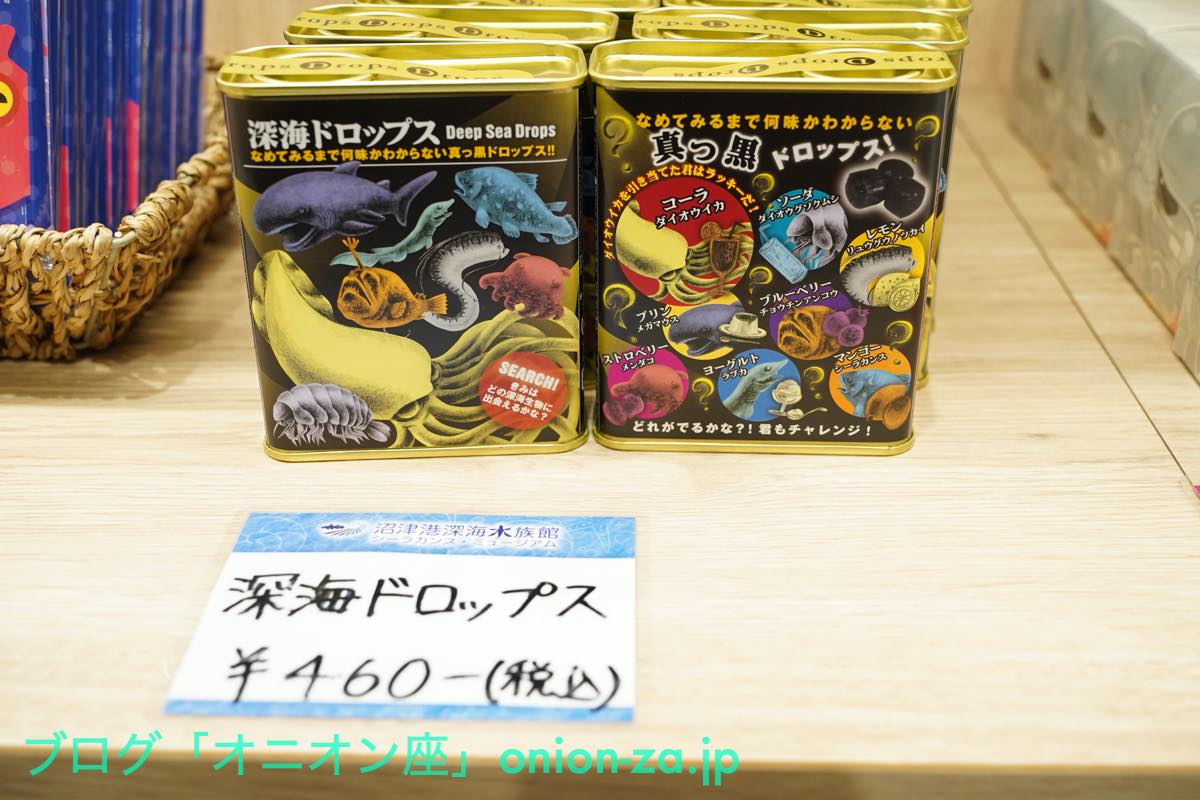 Drops Drops Drops
Drops Drops Drops
Drops Drops Drops
Drops Drops Drops
深海ドロップス Deep Sea Drops
なめてみるまで何味かわからない真っ黒ドロップス!!
SEARCH!
きみは
どの深海生物に
出会えるかな?
なめてみるまで何味かわからない
真っ黒ドロップス!
ダイオウイカを引き当てた君はラッキーだ!
コーラ
ダイオウイカ
ソーダ
ダイオウグソクムシ
レモン
リュウグウノツカイ
プリン
メガマウス
ブルーベリー
チョウチンアンコウ
ストロベリー
メンダコ
ヨーグルト
ラブカ
マンゴー
シーラカンス
どれがでるかな?! 君もチャレンジ!
沼津港深海水族館
シーラカンス・ミュージアム
深海ドロップス
¥460-(税込)
ブログ「オニオン座」onion-za.jp